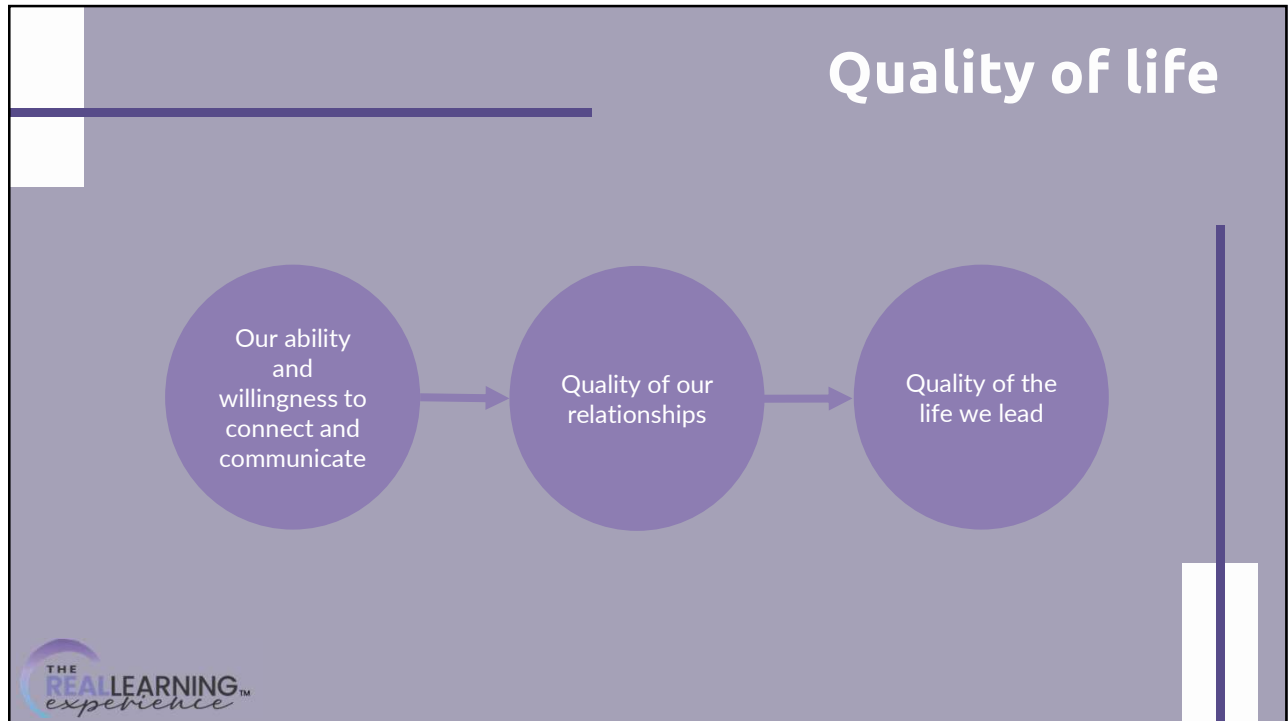 Quality of life
Our ability
and
willingness to
connect and
communicate
Quality of our
relationships
Quality of the
life we lead
THE
REALLEARNING™
experience